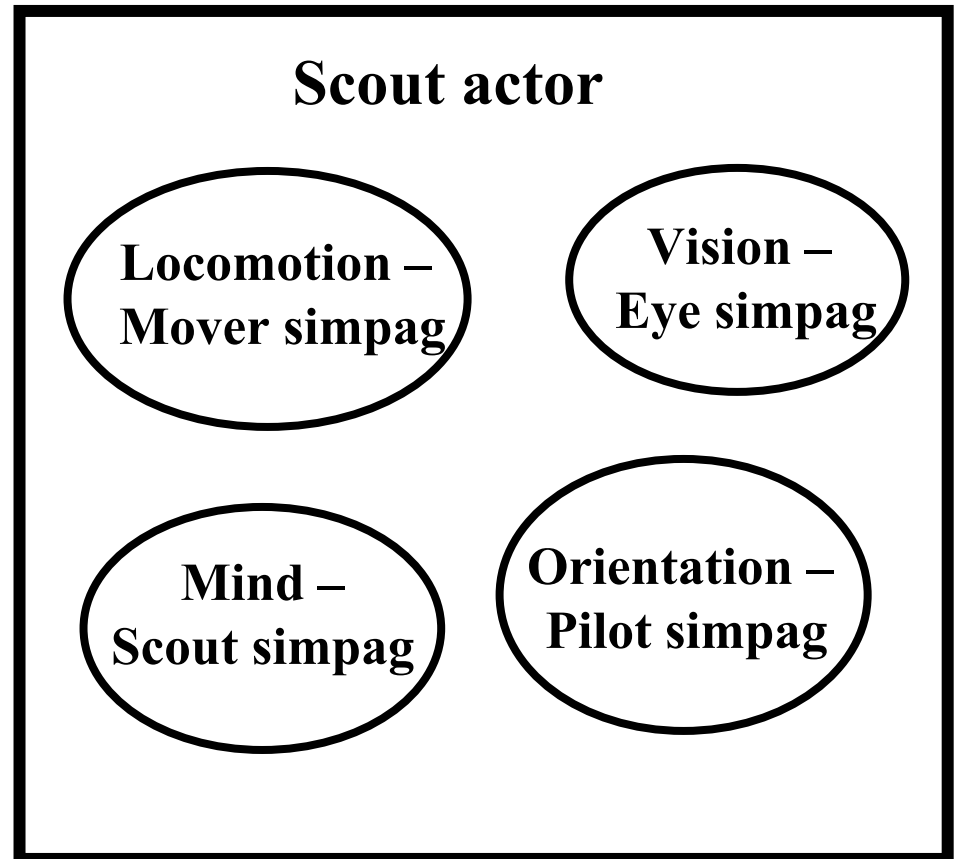 Scout actor
Locomotion –
Mover simpag
Vision –
Eye simpag
Mind –
Scout simpag
Orientation –
Pilot simpag